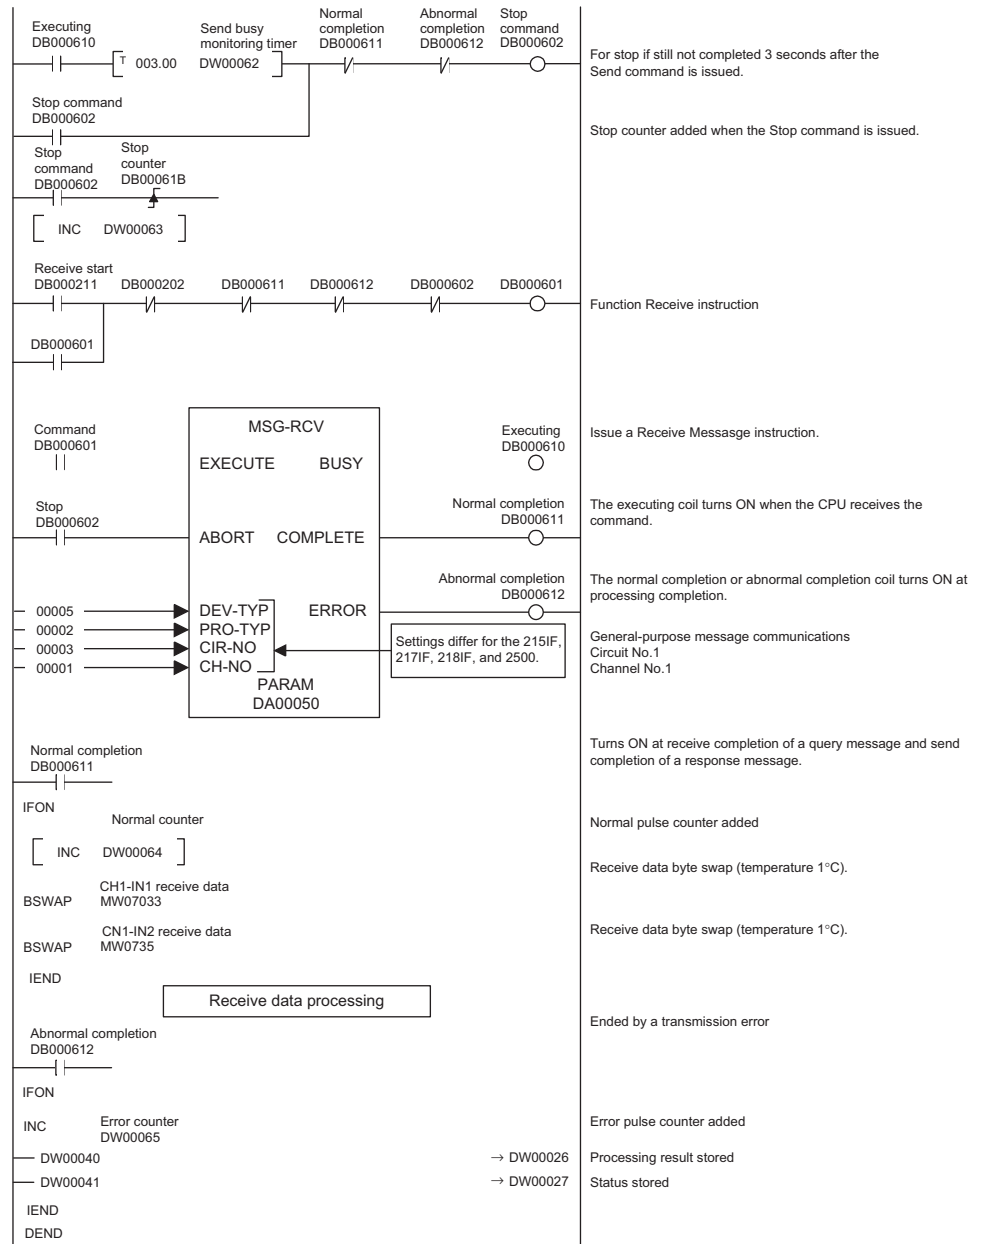 Executing
DB000610
T 003.00
Send busy
monitoring timer
DW00062
Normal
completion
DB000611
Abnormal
completion
DB000612
Stop
command
DB000602
For stop if still not completed 3 seconds after the
Send command is issued.
Stop command
DB000602
Stop counter added when the Stop command is issued.
Stop
command
DB000602
Stop
counter
DB00061B
INC DW00063
Receive start
DB000211 DB000202 DB000611 DB000612 DB000602 DB000601
Function Receive instruction
DB000601
MSG-RCV
Command
DB000601
EXECUTE BUSY
Executing
DB000610
Issue a Receive Messasge instruction.
Stop
DB000602
ABORT COMPLETE
Normal completion
DB000611
The executing coil turns ON when the CPU receives the
command.
Abnormal completion
DB000612
The normal completion or abnormal completion coil turns ON at
processing completion.
00005 DEV-TYP ERROR
00002 PRO-TYP
00003 CIR-NO
00001 CH-NO
Settings differ for the 215IF,
217IF, 218IF, and 2500.
General-purpose message communications
Circuit No.1
Channel No.1
PARAM
DA00050
Normal completion
DB000611
Turns ON at receive completion of a query message and send
completion of a response message.
IFON
Normal counter
Normal pulse counter added
INC DW00064
Receive data byte swap (temperature 1°C).
CH1-IN1 receive data
BSWAP MW07033
CN1-IN2 receive data
BSWAP MW0735
Receive data byte swap (temperature 1°C).
IEND
Receive data processing
Ended by a transmission error
Abnormal completion
DB000612
IFON
INC Error counter
DW00065
Error pulse counter added
DW00040 → DW00026 Processing result stored
DW00041 → DW00027 Status stored
IEND
DEND